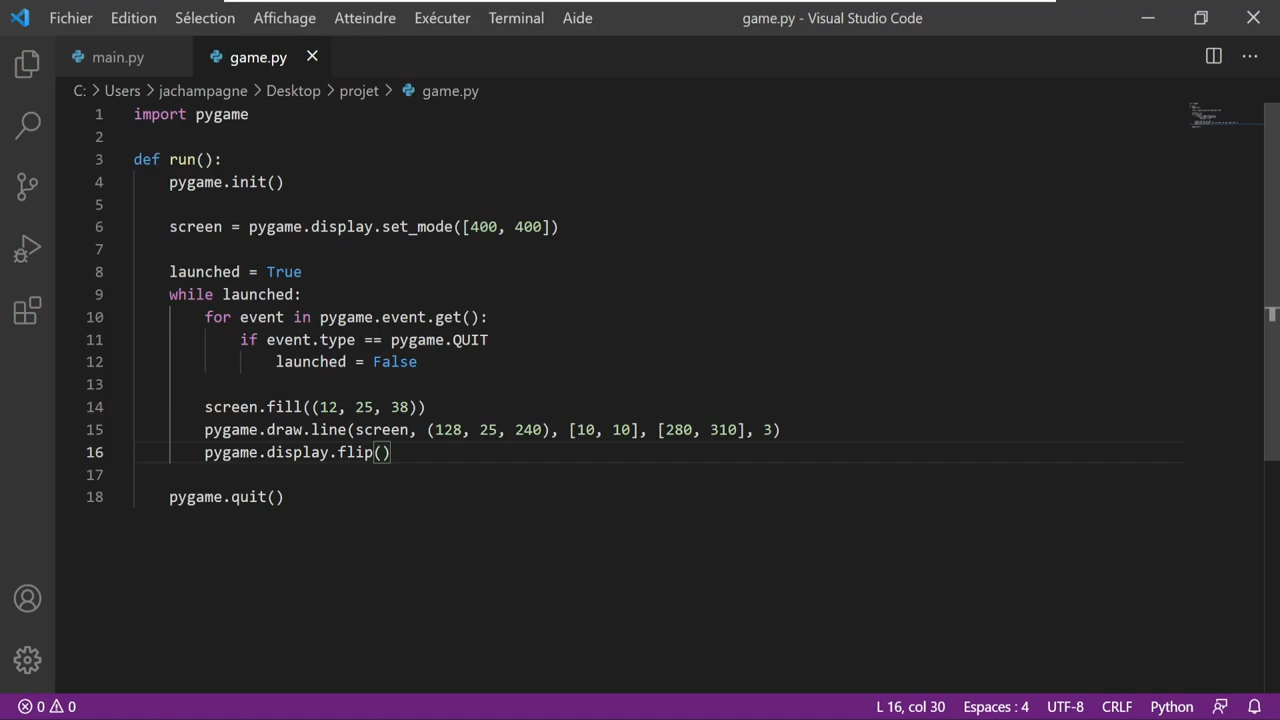 Fichier Edition Sélection Affichage Atteindre Exécuter Terminal Aide game.py - Visual Studio Code
main.py game.py
C: > Users > jachampagne > Desktop > projet > game.py
1 import pygame
2
3 def run():
4 pygame.init()
5
6 screen = pygame.display.set_mode([400, 400])
7
8 launched = True
9 while launched:
10 for event in pygame.event.get():
11 if event.type == pygame.QUIT
12 launched = False
13
14 screen.fill((12, 25, 38))
15 pygame.draw.line(screen, (128, 25, 240), [10, 10], [280, 310], 3)
16 pygame.display.flip()
17
18 pygame.quit()
0 0 L 16, col 30 Espaces : 4 UTF-8 CRLF Python